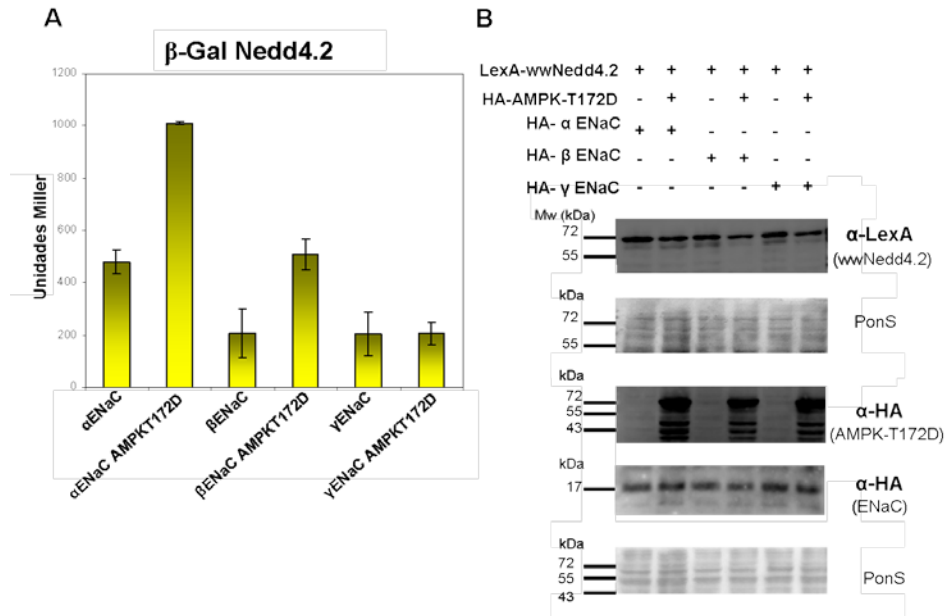 A
β-Gal Nedd4.2
Unidades Miller
1200
1000
800
600
400
200
0
αENaC
αENaC AMPKT172D
βENaC
βENaC AMPKT172D
γENaC
γENaC AMPKT172D
B
LexA-wwNedd4.2 + + + + + +
HA-AMPK-T172D - + - + - +
HA- α ENaC + + - - - -
HA- β ENaC - - + + - -
HA- γ ENaC - - - - + +
Mw (kDa)
72
55
α-LexA
(wwNedd4.2)
kDa
72
55
PonS
kDa
72
55
43
α-HA
(AMPK-T172D)
kDa
17
α-HA
(ENaC)
kDa
72
55
43
PonS